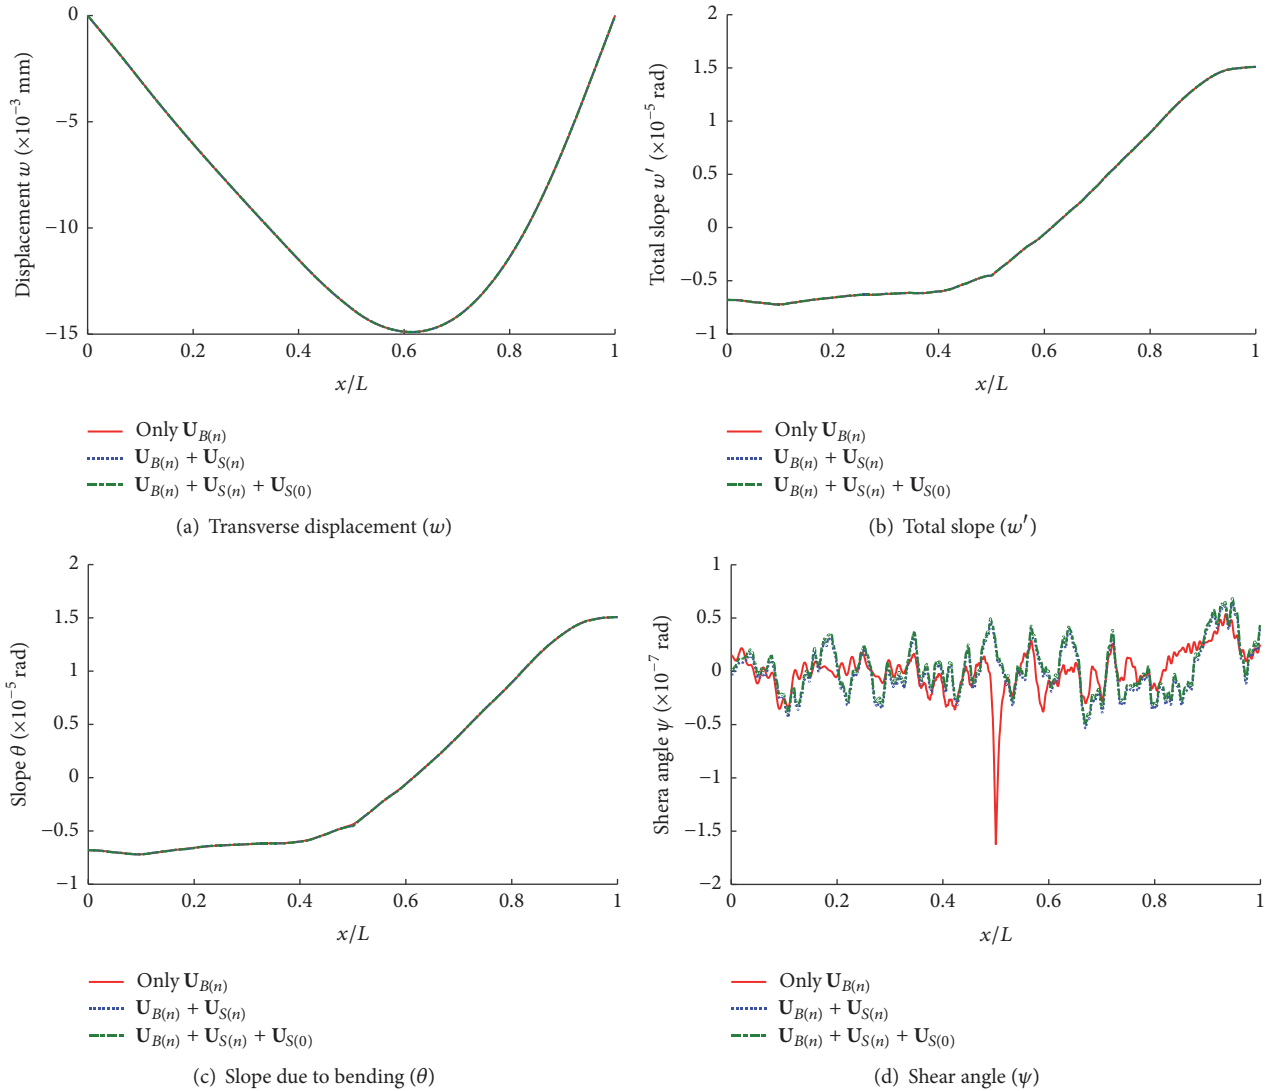 0
−5
−10
−15
Displacement w (×10⁻³ mm)
0 0.2 0.4 0.6 0.8 1
x/L
Only U_B(n)
U_B(n) + U_S(n)
U_B(n) + U_S(n) + U_S(0)
(a) Transverse displacement (w)
2
1.5
1
0.5
0
−0.5
−1
Total slope w′ (×10⁻⁵ rad)
0 0.2 0.4 0.6 0.8 1
x/L
Only U_B(n)
U_B(n) + U_S(n)
U_B(n) + U_S(n) + U_S(0)
(b) Total slope (w′)
2
1.5
1
0.5
0
−0.5
−1
Slope θ (×10⁻⁵ rad)
0 0.2 0.4 0.6 0.8 1
x/L
Only U_B(n)
U_B(n) + U_S(n)
U_B(n) + U_S(n) + U_S(0)
(c) Slope due to bending (θ)
1
0.5
0
−0.5
−1
−1.5
−2
Shera angle ψ (×10⁻⁷ rad)
0 0.2 0.4 0.6 0.8 1
x/L
Only U_B(n)
U_B(n) + U_S(n)
U_B(n) + U_S(n) + U_S(0)
(d) Shear angle (ψ)